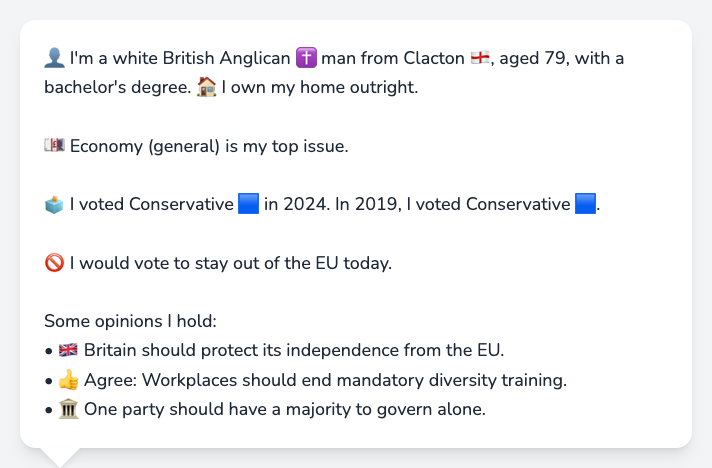 👤 I'm a white British Anglican ✝️ man from Clacton 🏴󠁧󠁢󠁥󠁮󠁧󠁿, aged 79, with a
bachelor's degree. 🏠 I own my home outright.
💷 Economy (general) is my top issue.
🗳️ I voted Conservative 🟦 in 2024. In 2019, I voted Conservative 🟦.
🚫 I would vote to stay out of the EU today.
Some opinions I hold:
• 🇬🇧 Britain should protect its independence from the EU.
• 👍 Agree: Workplaces should end mandatory diversity training.
• 🏛️ One party should have a majority to govern alone.